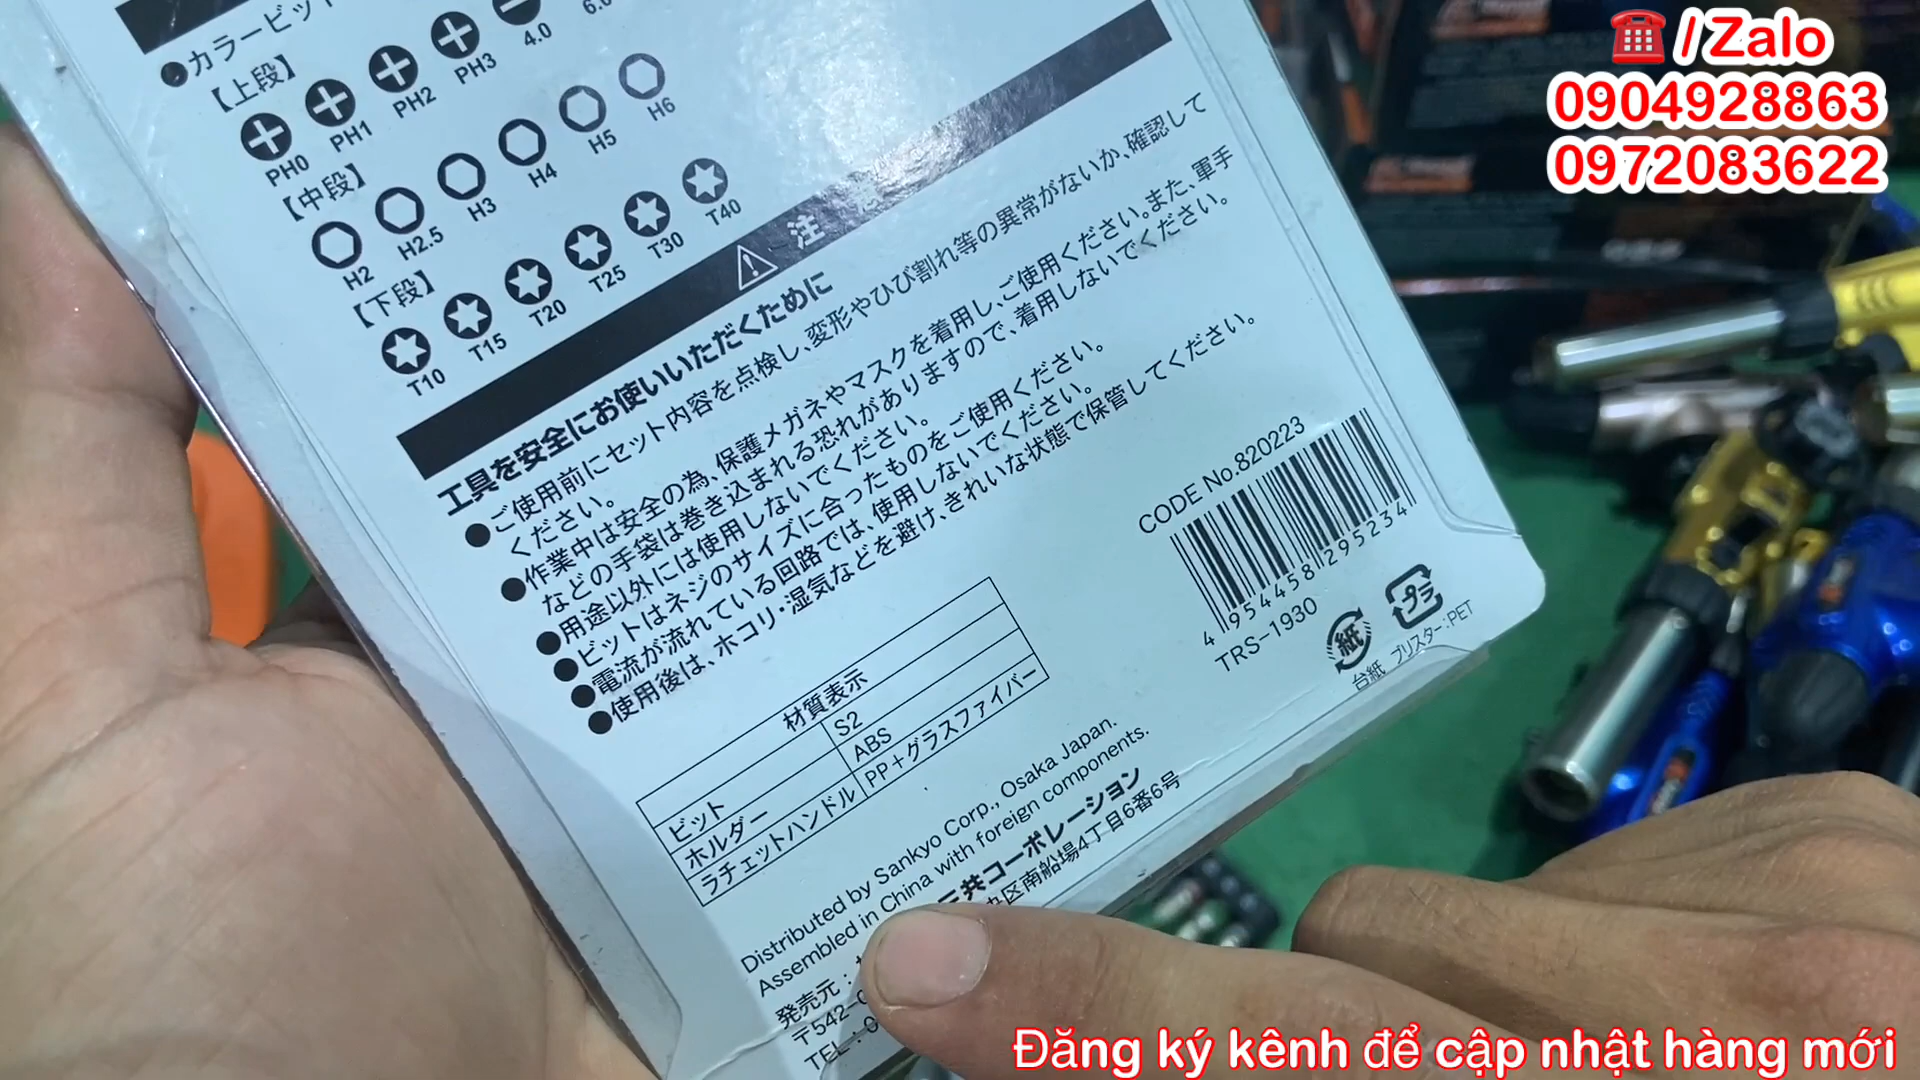 ☎/Zalo
0904928863
0972083622
●カラービット
【上段】
PH0 PH1 PH2 PH3 4.0 6.0
【中段】
H2 H2.5 H3 H4 H5 H6
【下段】
T10 T15 T20 T25 T30 T40
⚠ 注 意
工具を安全にお使いいただくために
●ご使用前にセット内容を点検し、変形やひび割れ等の異常がないか、確認して
ください。
●作業中は安全の為、保護メガネやマスクを着用し、ご使用ください。また、軍手
などの手袋は巻き込まれる恐れがありますので、着用しないでください。
●用途以外には使用しないでください。
●ビットはネジのサイズに合ったものをご使用ください。
●電流が流れている回路では、使用しないでください。
●使用後は、ホコリ・湿気などを避け、きれいな状態で保管してください。
材質表示
ビット S2
ホルダー ABS
ラチェットハンドル PP+グラスファイバー
CODE No.820223
4 954458 295234
TRS-1930
紙 プラ
台紙 ブリスター:PET
Distributed by Sankyo Corp., Osaka Japan.
Assembled in China with foreign components.
発売元:
三共コーポレーション
〒542-0
区南船場4丁目6番6号
TEL:0
Đăng ký kênh để cập nhật hàng mới